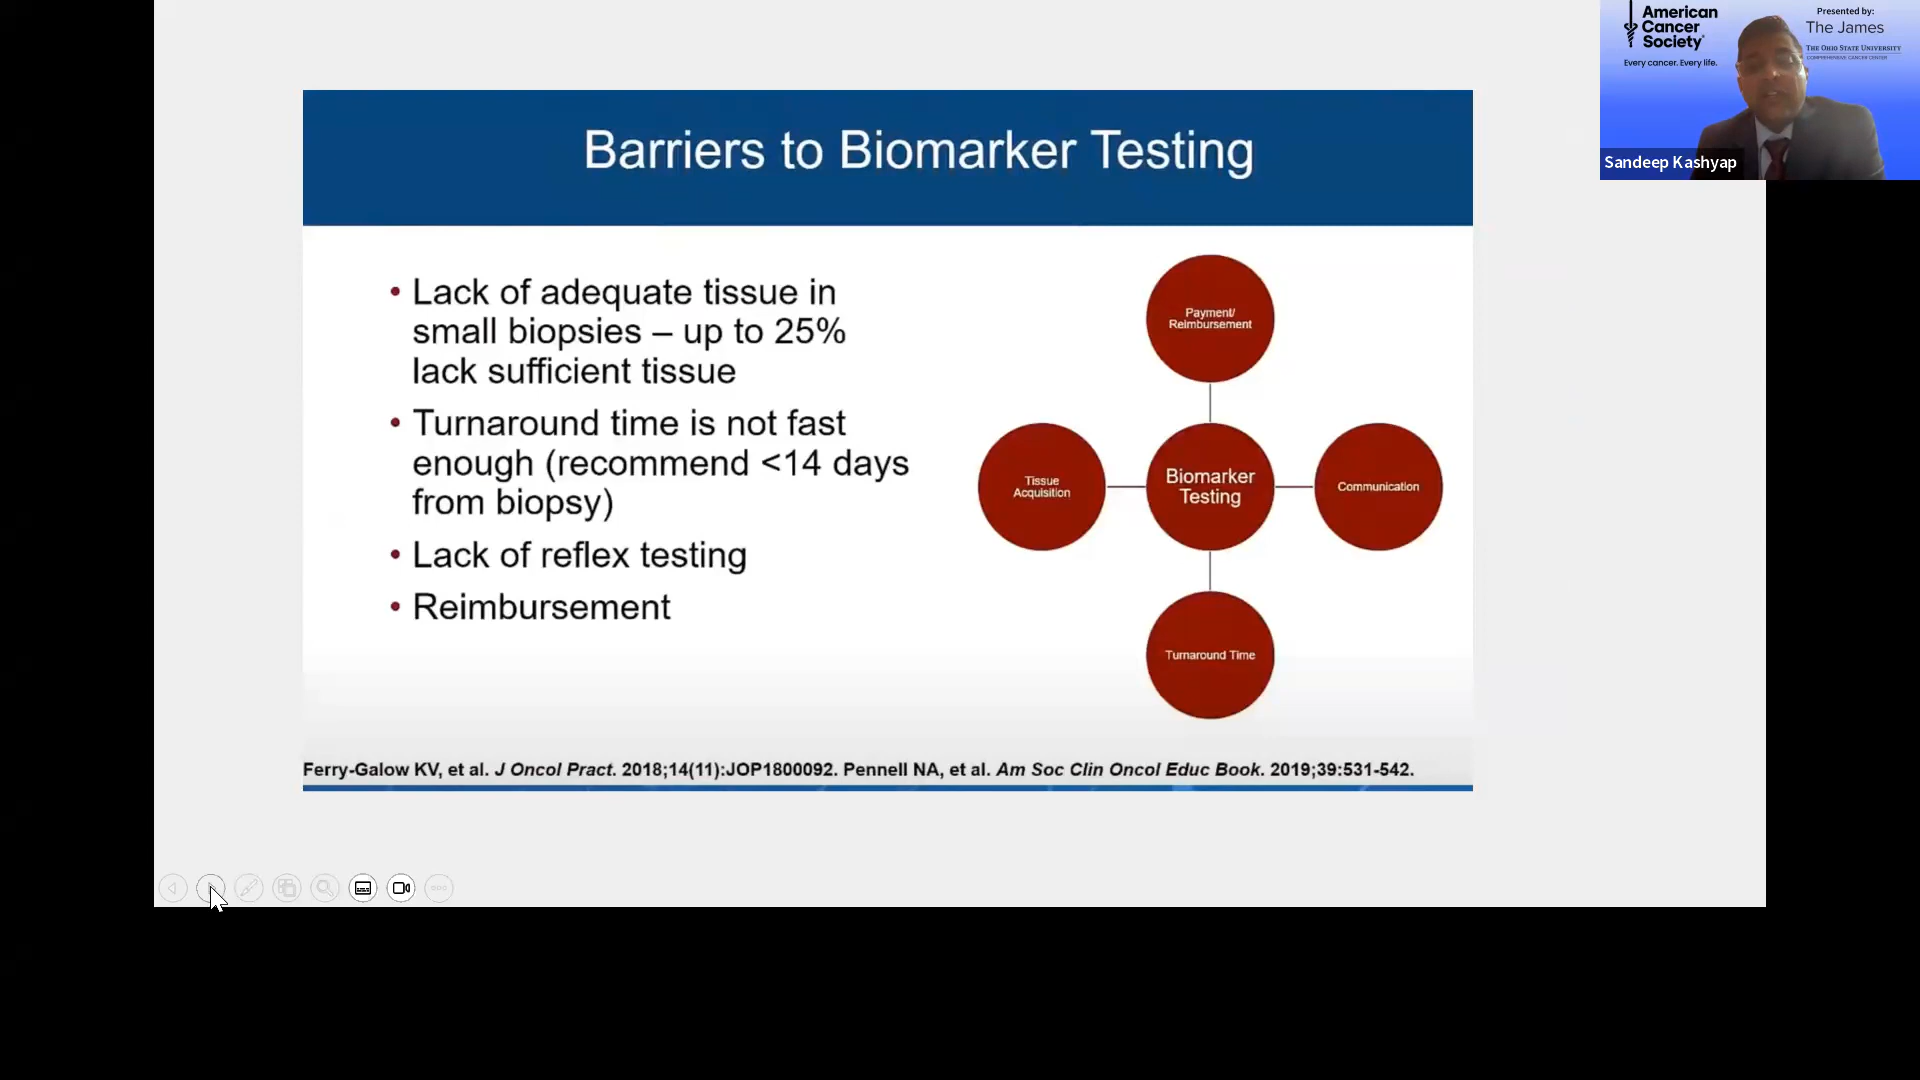 American
Cancer
Society
Every cancer. Every life.
Presented by:
The James
THE OHIO STATE UNIVERSITY
COMPREHENSIVE CANCER CENTER
Sandeep Kashyap
Barriers to Biomarker Testing
• Lack of adequate tissue in
small biopsies – up to 25%
lack sufficient tissue
• Turnaround time is not fast
enough (recommend <14 days
from biopsy)
• Lack of reflex testing
• Reimbursement
Payment/
Reimbursement
Tissue
Acquisition
Biomarker
Testing
Communication
Turnaround Time
Ferry-Galow KV, et al. J Oncol Pract. 2018;14(11):JOP1800092. Pennell NA, et al. Am Soc Clin Oncol Educ Book. 2019;39:531-542.